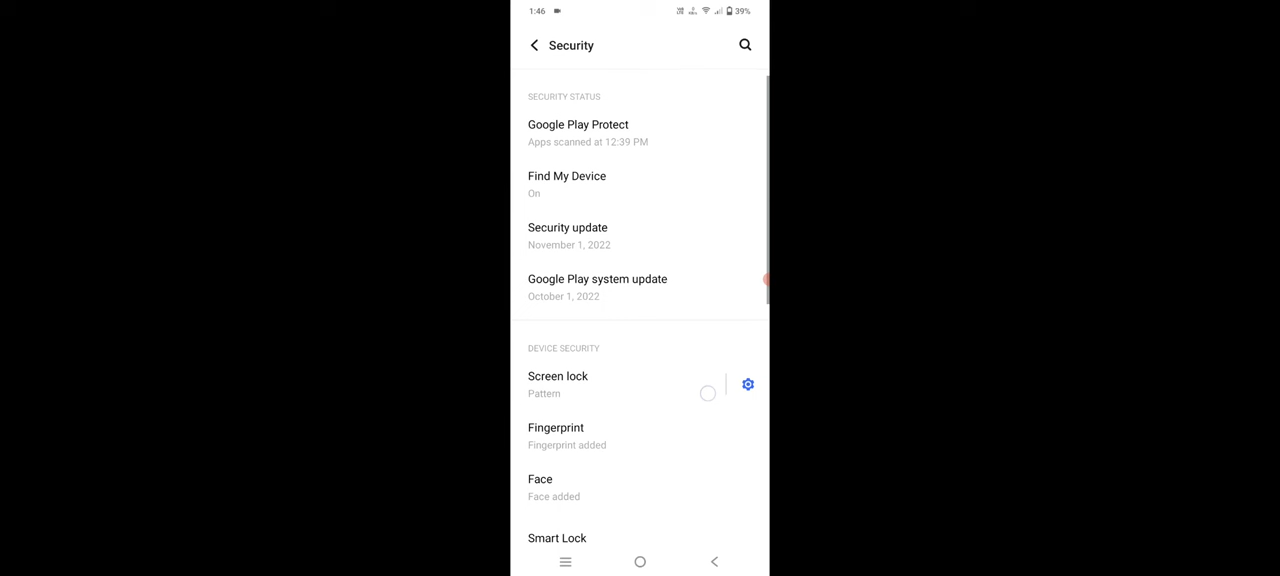 1:46
39%
Security
SECURITY STATUS
Google Play Protect
Apps scanned at 12:39 PM
Find My Device
On
Security update
November 1, 2022
Google Play system update
October 1, 2022
DEVICE SECURITY
Screen lock
Pattern
Fingerprint
Fingerprint added
Face
Face added
Smart Lock